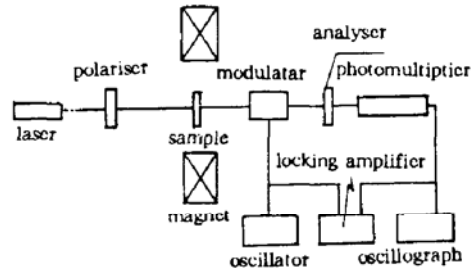 analyser
polariser
modulatar
photomultiptier
laser
sample
locking amplifier
magnet
oscillator
oscillograph